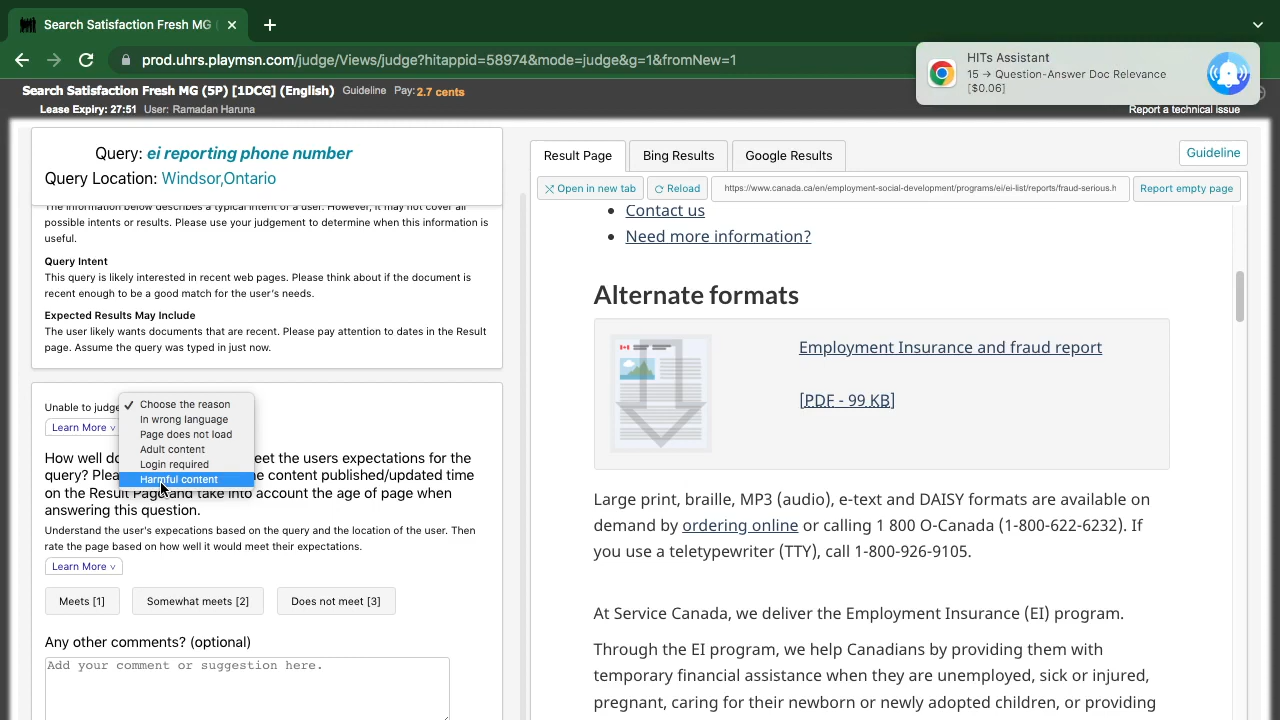 Search Satisfaction Fresh MG (
prod.uhrs.playmsn.com/judge/Views/judge?hitappid=58974&mode=judge&g=1&fromNew=1
HITs Assistant
15 → Question-Answer Doc Relevance
[$0.06]
Search Satisfaction Fresh MG (5P) [1DCG] (English) Guideline Pay: 2.7 cents
Lease Expiry: 27:51 User: Ramadan Haruna
Report a technical issue
Query: ei reporting phone number
Query Location: Windsor,Ontario
The information below describes a typical intent of a user. However, it may not cover all
possible intents or results. Please use your judgement to determine when this information is
useful.
Query Intent
This query is likely interested in recent web pages. Please think about if the document is
recent enough to be a good match for the user's needs.
Expected Results May Include
The user likely wants documents that are recent. Please pay attention to dates in the Result
page. Assume the query was typed in just now.
Unable to judge
Learn More v
✓ Choose the reason
In wrong language
Page does not load
Adult content
Login required
Harmful content
How well do eet the users expectations for the
query? Plea e content published/updated time
on the Result Page and take into account the age of page when
answering this question.
Understand the user's expecations based on the query and the location of the user. Then
rate the page based on how well it would meet their expectations.
Learn More v
Meets [1] Somewhat meets [2] Does not meet [3]
Any other comments? (optional)
Add your comment or suggestion here.
Result Page Bing Results Google Results Guideline
Open in new tab Reload https://www.canada.ca/en/employment-social-development/programs/ei/ei-list/reports/fraud-serious.h Report empty page
• Contact us
• Need more information?
Alternate formats
Employment Insurance and fraud report
[PDF - 99 KB]
Large print, braille, MP3 (audio), e-text and DAISY formats are available on
demand by ordering online or calling 1 800 O-Canada (1-800-622-6232). If
you use a teletypewriter (TTY), call 1-800-926-9105.
At Service Canada, we deliver the Employment Insurance (EI) program.
Through the EI program, we help Canadians by providing them with
temporary financial assistance when they are unemployed, sick or injured,
pregnant, caring for their newborn or newly adopted children, or providing